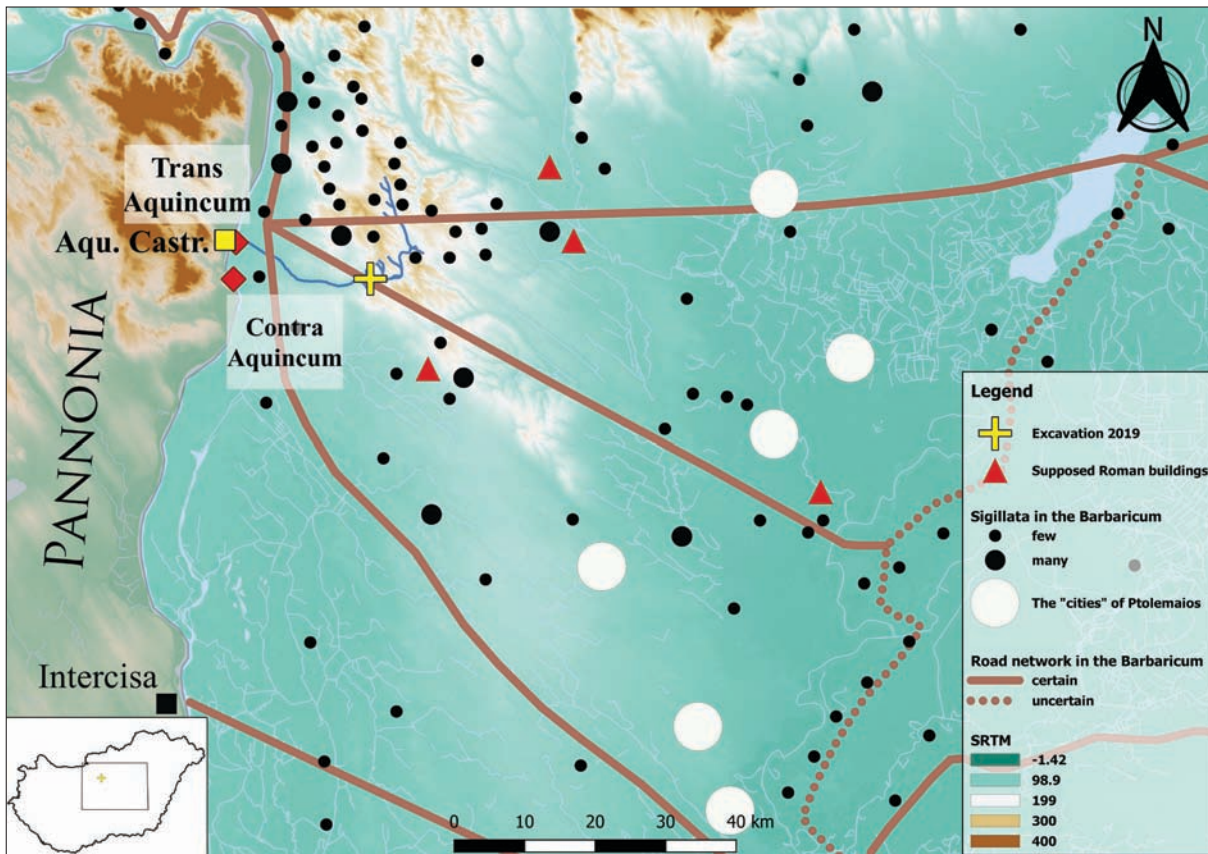 N
Trans
Aquincum
Aqu. Castr.
Contra
Aquincum
PANNONIA
Intercisa
Legend
Excavation 2019
Supposed Roman buildings
Sigillata in the Barbaricum
few
many
The "cities" of Ptolemaios
Road network in the Barbaricum
certain
uncertain
SRTM
-1.42
98.9
199
300
400
0 10 20 30 40 km